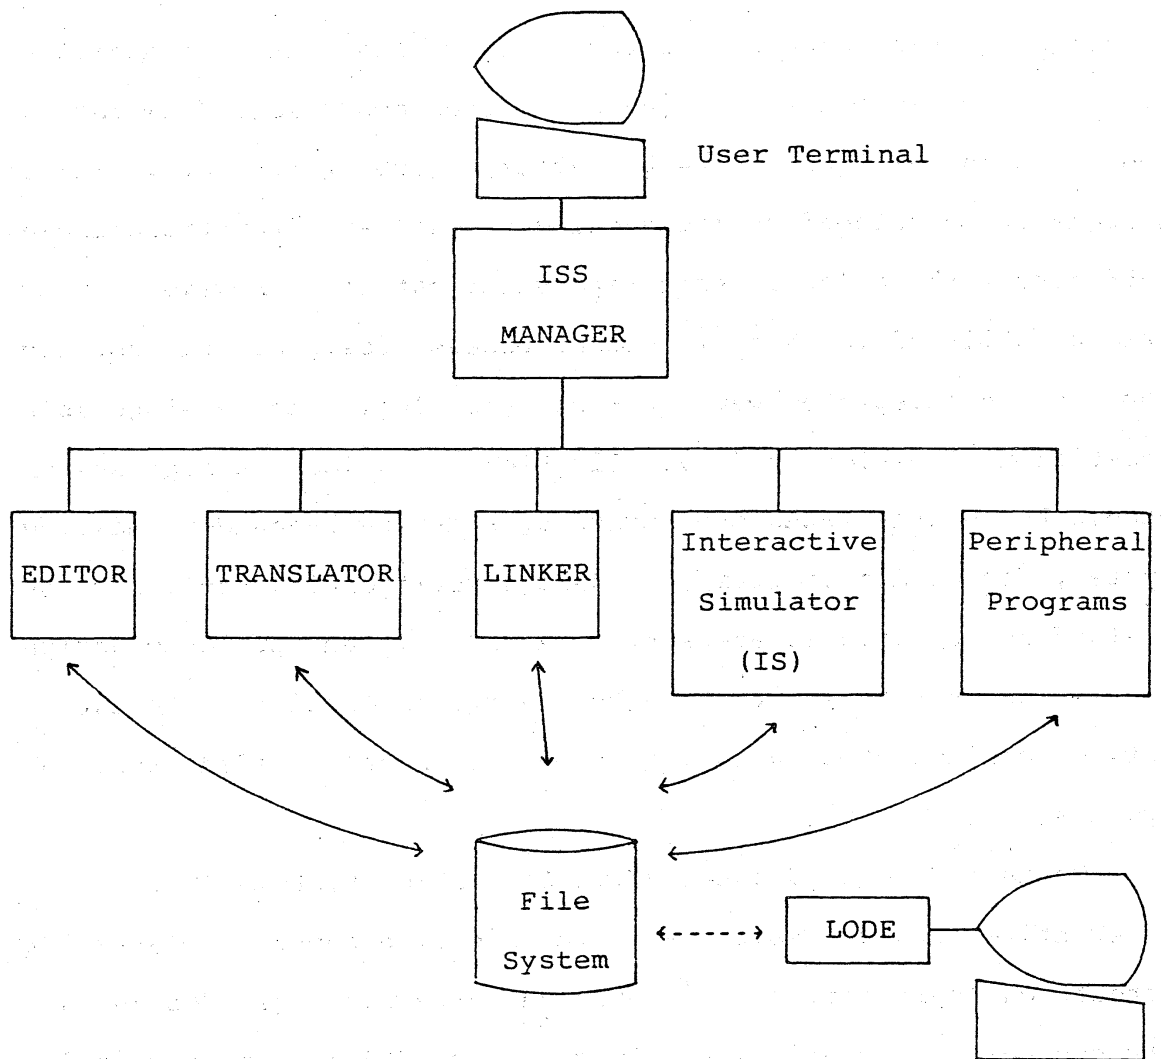 User Terminal
ISS
MANAGER
EDITOR
TRANSLATOR
LINKER
Interactive
Simulator
(IS)
Peripheral
Programs
File
System
LODE